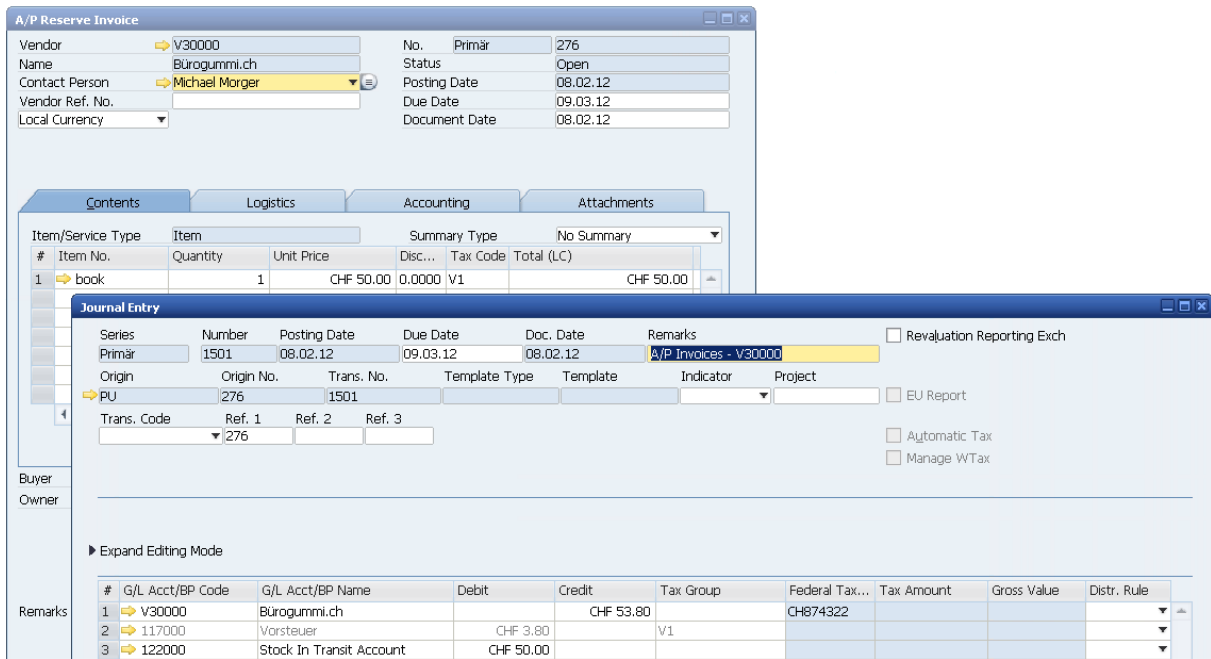 A/P Reserve Invoice
Vendor V30000 No. Primär 276
Name Bürogummi.ch Status Open
Contact Person Michael Morger Posting Date 08.02.12
Vendor Ref. No. Due Date 09.03.12
Local Currency Document Date 08.02.12
Contents Logistics Accounting Attachments
Item/Service Type Item Summary Type No Summary
# Item No. Quantity Unit Price Disc... Tax Code Total (LC)
1 book 1 CHF 50.00 0.0000 V1 CHF 50.00
Journal Entry
Series Number Posting Date Due Date Doc. Date Remarks Revaluation Reporting Exch
Primär 1501 08.02.12 09.03.12 08.02.12 A/P Invoices - V30000
Origin Origin No. Trans. No. Template Type Template Indicator Project
PU 276 1501 EU Report
Trans. Code Ref. 1 Ref. 2 Ref. 3
276 Automatic Tax
Manage WTax
Buyer
Owner
Expand Editing Mode
# G/L Acct/BP Code G/L Acct/BP Name Debit Credit Tax Group Federal Tax... Tax Amount Gross Value Distr. Rule
Remarks 1 V30000 Bürogummi.ch CHF 53.80 CH874322
2 117000 Vorsteuer CHF 3.80 V1
3 122000 Stock In Transit Account CHF 50.00